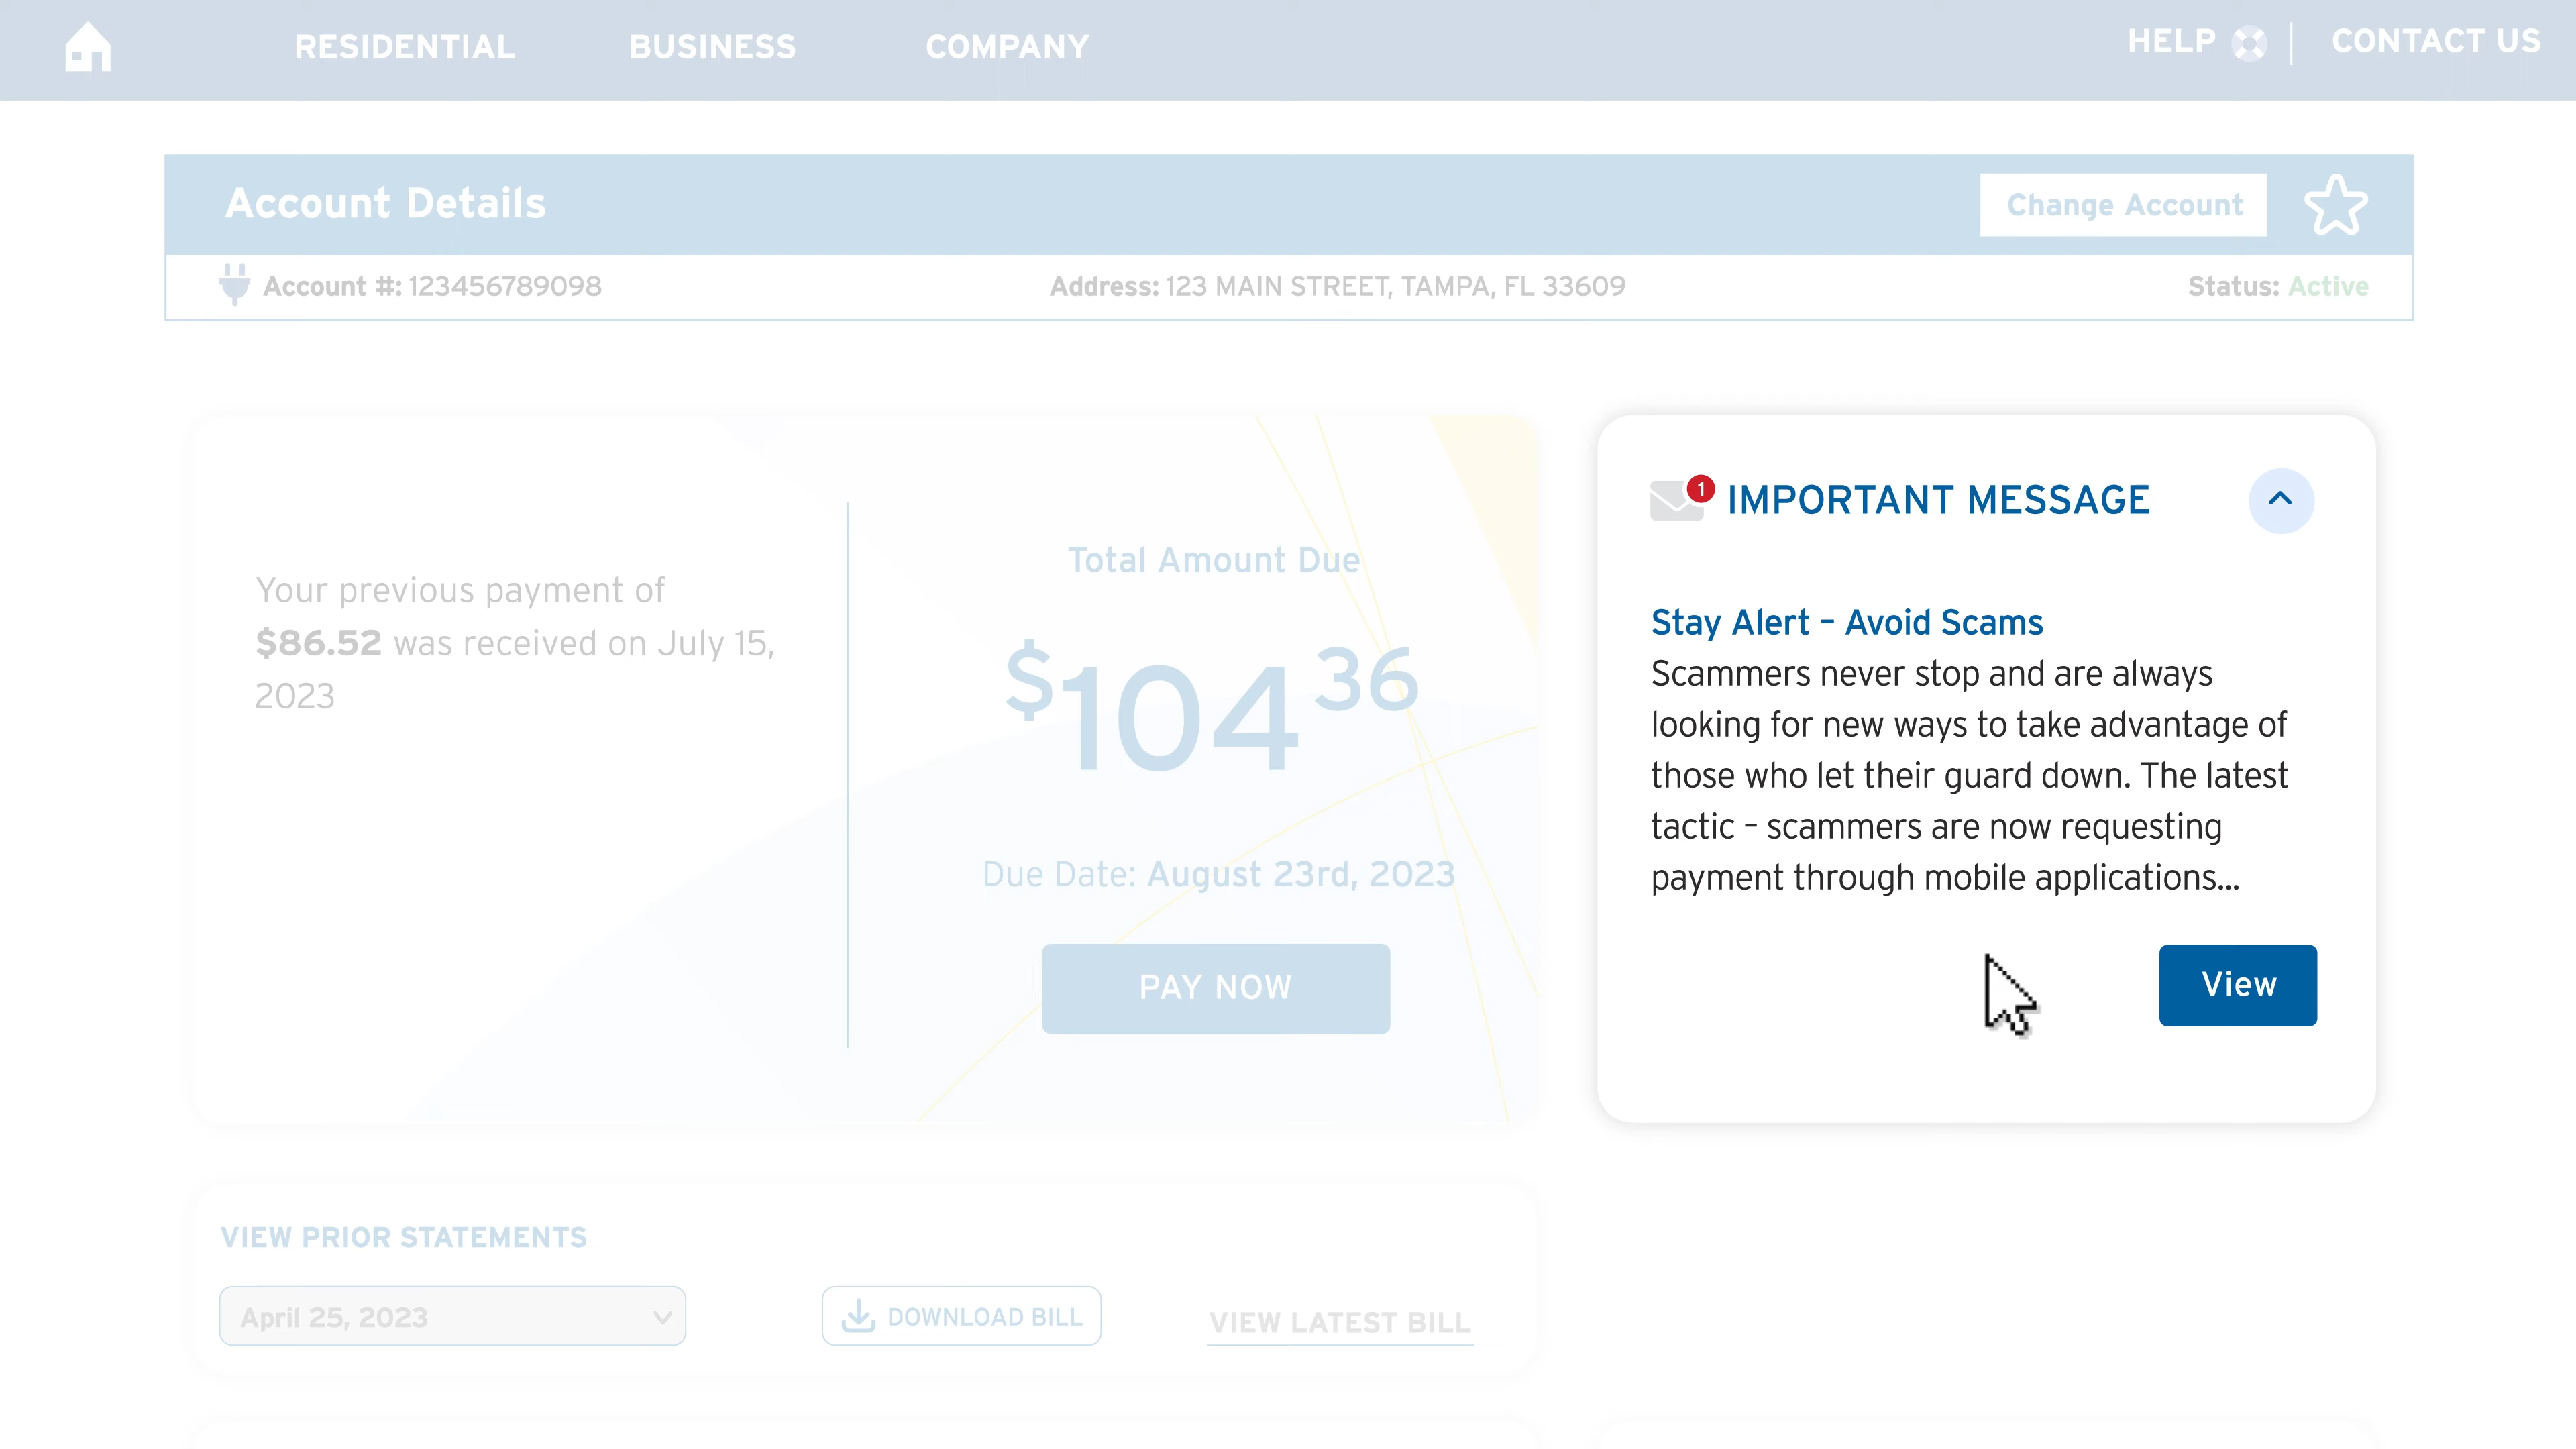 RESIDENTIAL BUSINESS COMPANY HELP CONTACT US
Account Details Change Account
Account #: 123456789098 Address: 123 MAIN STREET, TAMPA, FL 33609 Status: Active
Your previous payment of
$86.52 was received on July 15,
2023
Total Amount Due
$104 36
Due Date: August 23rd, 2023
PAY NOW
1 IMPORTANT MESSAGE
Stay Alert – Avoid Scams
Scammers never stop and are always
looking for new ways to take advantage of
those who let their guard down. The latest
tactic – scammers are now requesting
payment through mobile applications...
View
VIEW PRIOR STATEMENTS
April 25, 2023 DOWNLOAD BILL VIEW LATEST BILL